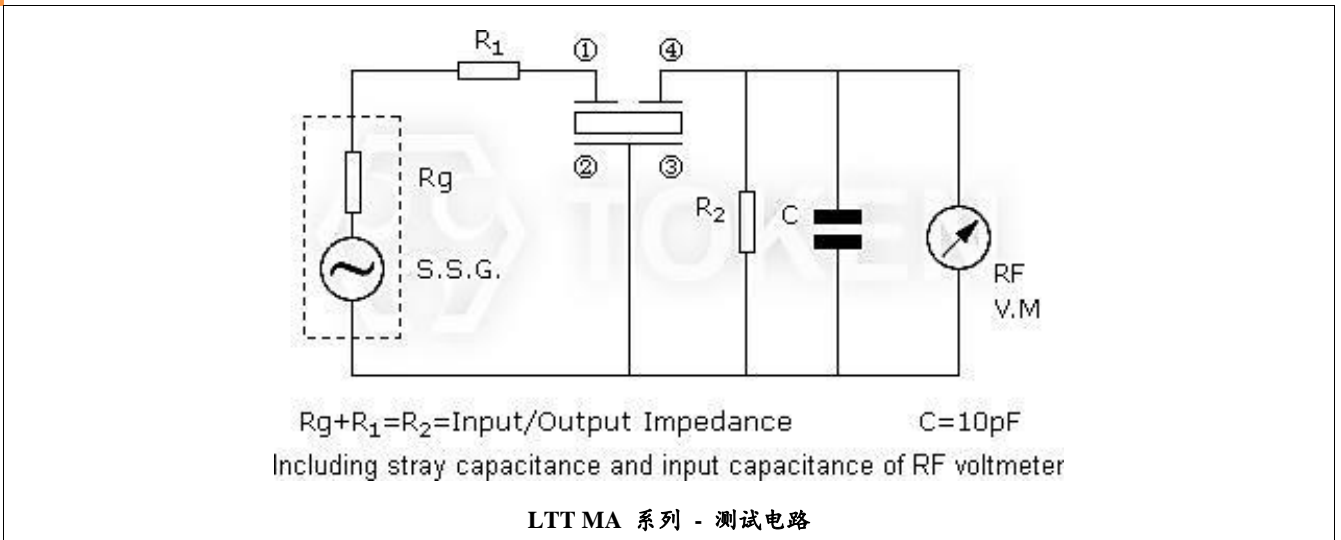 R₁
①
④
Rg
②
③
R₂
C
S.S.G.
RF
V.M
TOKEN
Rg+R₁=R₂=Input/Output Impedance
C=10pF
Including stray capacitance and input capacitance of RF voltmeter
LTT MA 系列 - 测试电路